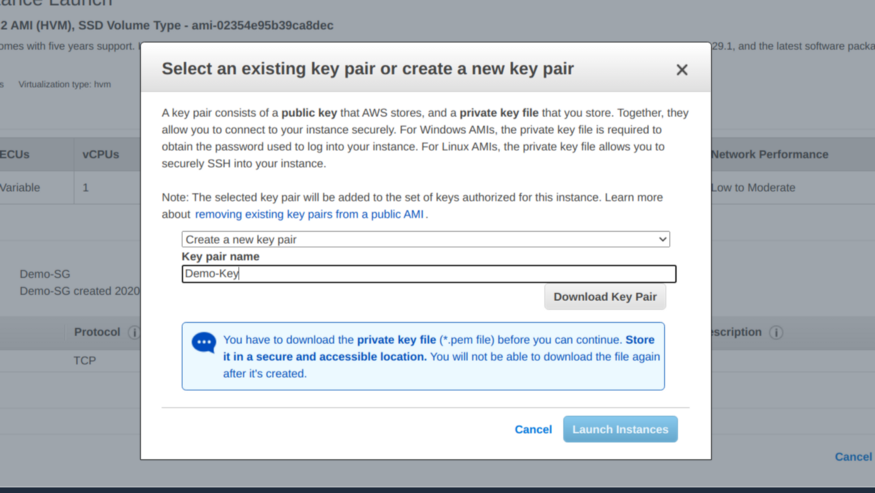 tance Launch
2 AMI (HVM), SSD Volume Type - ami-02354e95b39ca8dec
omes with five years support.
29.1, and the latest software packa
s Virtualization type: hvm
Select an existing key pair or create a new key pair
A key pair consists of a public key that AWS stores, and a private key file that you store. Together, they
allow you to connect to your instance securely. For Windows AMIs, the private key file is required to
obtain the password used to log into your instance. For Linux AMIs, the private key file allows you to
securely SSH into your instance.
ECUs vCPUs
Network Performance
Variable 1
Low to Moderate
Note: The selected key pair will be added to the set of keys authorized for this instance. Learn more
about removing existing key pairs from a public AMI .
Create a new key pair
Key pair name
Demo-Key
Download Key Pair
Demo-SG
Demo-SG created 2020
Protocol i
scription i
TCP
You have to download the private key file (*.pem file) before you can continue. Store
it in a secure and accessible location. You will not be able to download the file again
after it's created.
Cancel Launch Instances
Cancel